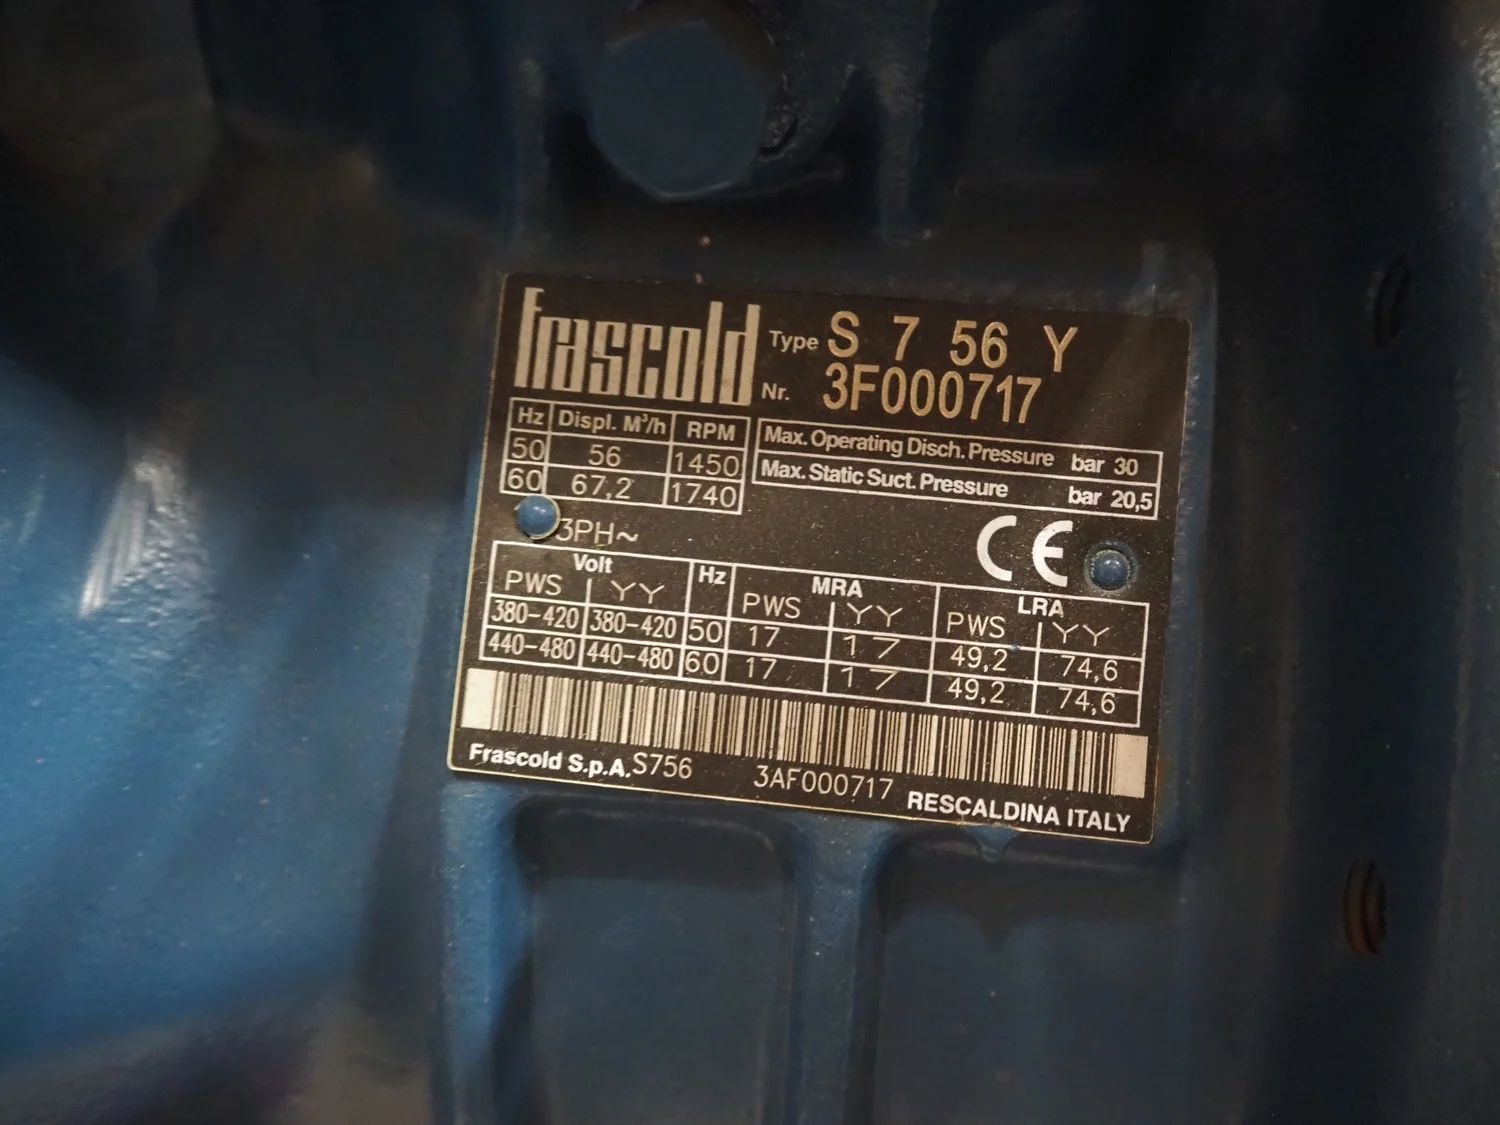 frascold Type S 7 56 Y
Nr. 3F000717
Hz Displ. M³/h RPM
50 56 1450
60 67,2 1740
Max. Operating Disch. Pressure bar 30
Max. Static Suct. Pressure bar 20,5
3PH~
CE
Volt Hz MRA LRA
PWS YY PWS YY PWS YY
380-420 380-420 50 17 17 49,2 74,6
440-480 440-480 60 17 17 49,2 74,6
Frascold S.p.A. S756 3AF000717 RESCALDINA ITALY